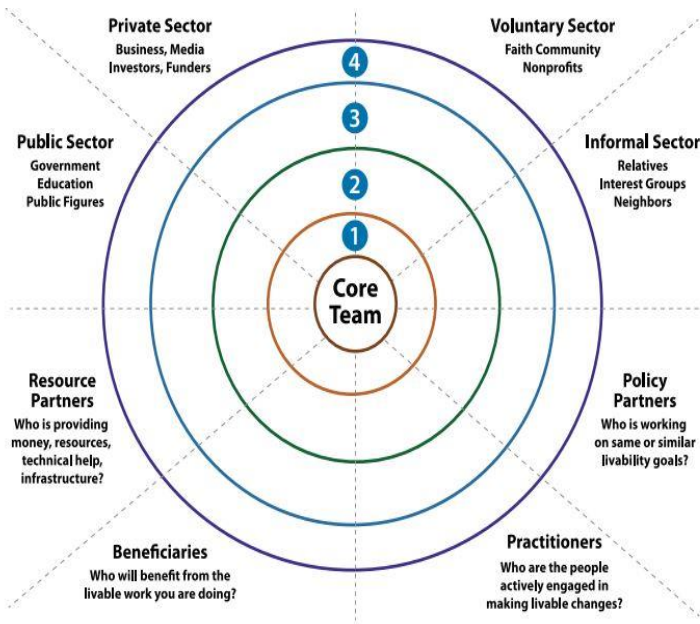 Private Sector
Business, Media
Investors, Funders
Voluntary Sector
Faith Community
Nonprofits
4
3
Public Sector
Government
Education
Public Figures
Informal Sector
Relatives
Interest Groups
Neighbors
2
1
Core
Team
Resource
Partners
Who is providing
money, resources,
technical help,
infrastructure?
Policy
Partners
Who is working
on same or similar
livability goals?
Beneficiaries
Who will benefit from the
livable work you are doing?
Practitioners
Who are the people
actively engaged in
making livable changes?